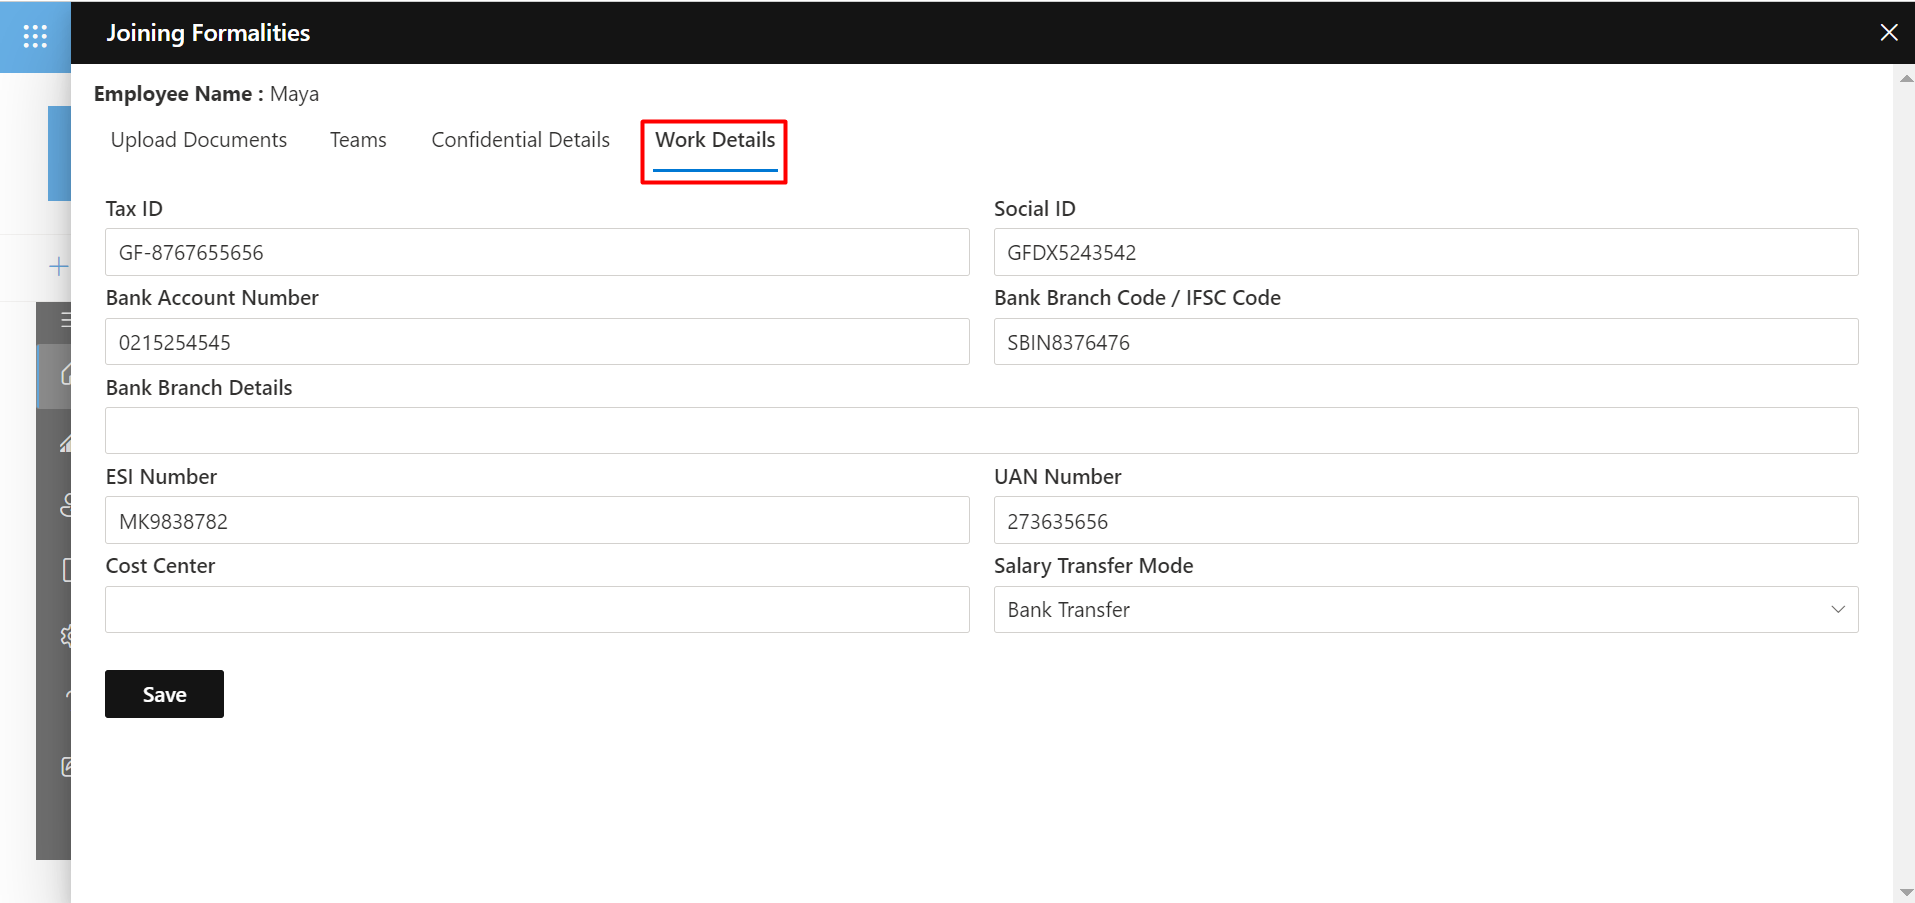 Joining Formalities
Employee Name : Maya
Upload Documents Teams Confidential Details Work Details
Tax ID Social ID
GF-8767655656 GFDX5243542
Bank Account Number Bank Branch Code / IFSC Code
0215254545 SBIN8376476
Bank Branch Details
ESI Number UAN Number
MK9838782 273635656
Cost Center Salary Transfer Mode
Bank Transfer
Save